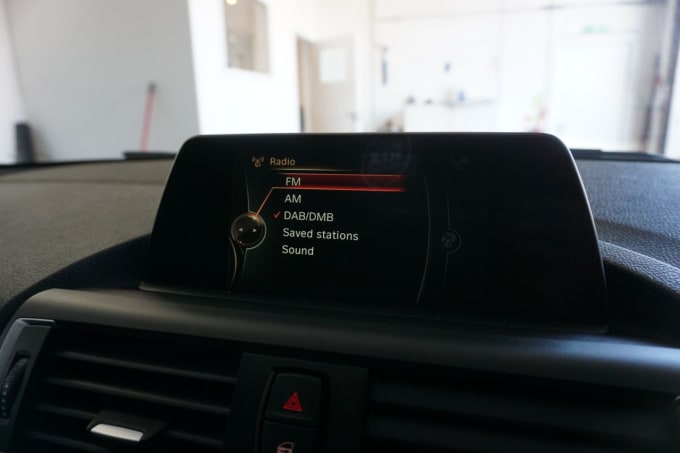 Radio
FM
AM
DAB/DMB
Saved stations
Sound